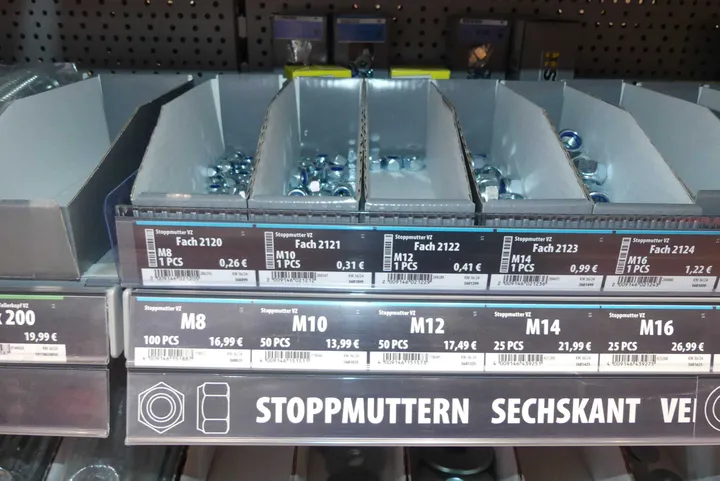 Stoppmutter VZ
Fach 2120
M8
1 PCS
0,26 €
Stoppmutter VZ
Fach 2121
M10
1 PCS
0,31 €
Stoppmutter VZ
Fach 2122
M12
1 PCS
0,41 €
Stoppmutter VZ
Fach 2123
M14
1 PCS
0,99 €
Stoppmutter VZ
Fach 2124
M16
1 PCS
1,22 €
200
19,99 €
Stoppmutter VZ
M8
100 PCS
16,99 €
Stoppmutter VZ
M10
50 PCS
13,99 €
Stoppmutter VZ
M12
50 PCS
17,49 €
Stoppmutter VZ
M14
25 PCS
21,99 €
Stoppmutter VZ
M16
25 PCS
26,99 €
STOPPMUTTERN SECHSKANT VE